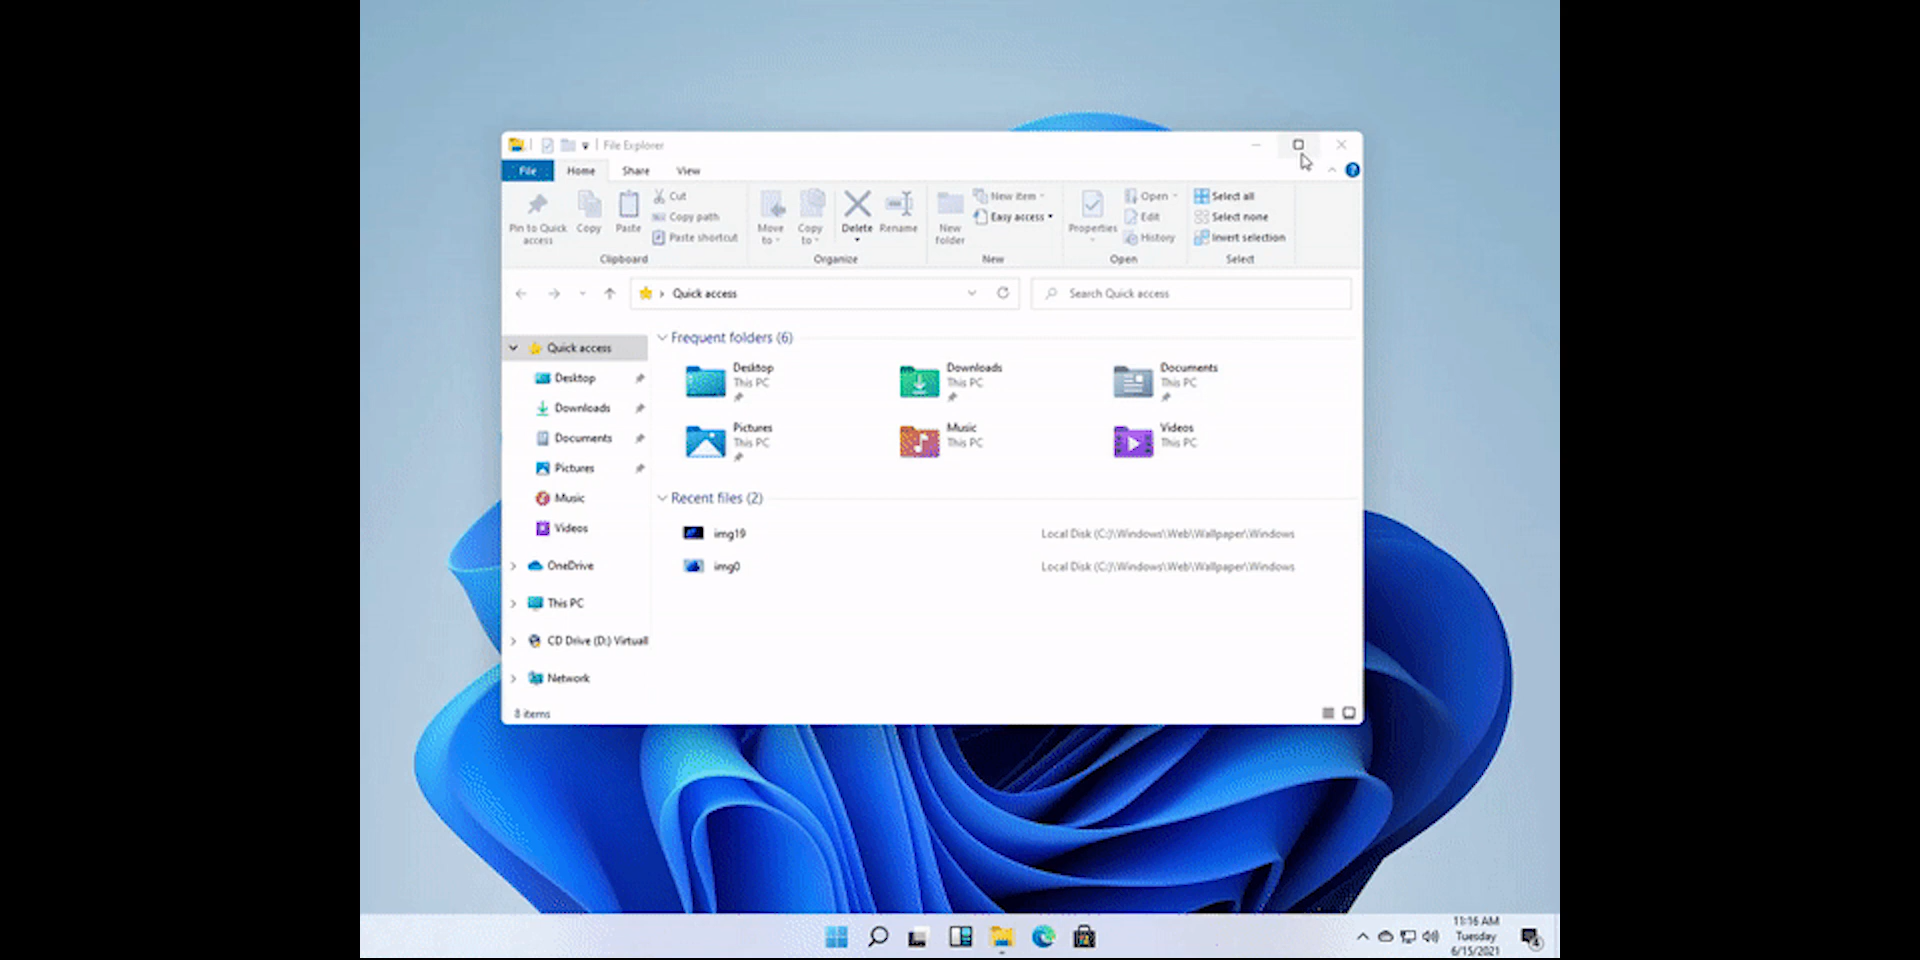 File Explorer
File Home Share View
Pin to Quick access
Copy
Paste
Cut
Copy path
Paste shortcut
Clipboard
Move to
Copy to
Delete
Rename
Organize
New folder
New item
Easy access
New
Properties
Open
Edit
History
Open
Select all
Select none
Invert selection
Select
Quick access
Search Quick access
Quick access
Desktop
Downloads
Documents
Pictures
Music
Videos
OneDrive
This PC
CD Drive (D:) Virtual
Network
Frequent folders (6)
Desktop
This PC
Downloads
This PC
Documents
This PC
Pictures
This PC
Music
This PC
Videos
This PC
Recent files (2)
img19 Local Disk (C:)\Windows\Web\Wallpaper\Windows
img0 Local Disk (C:)\Windows\Web\Wallpaper\Windows
8 items
11:16 AM
Tuesday
6/15/2021
4